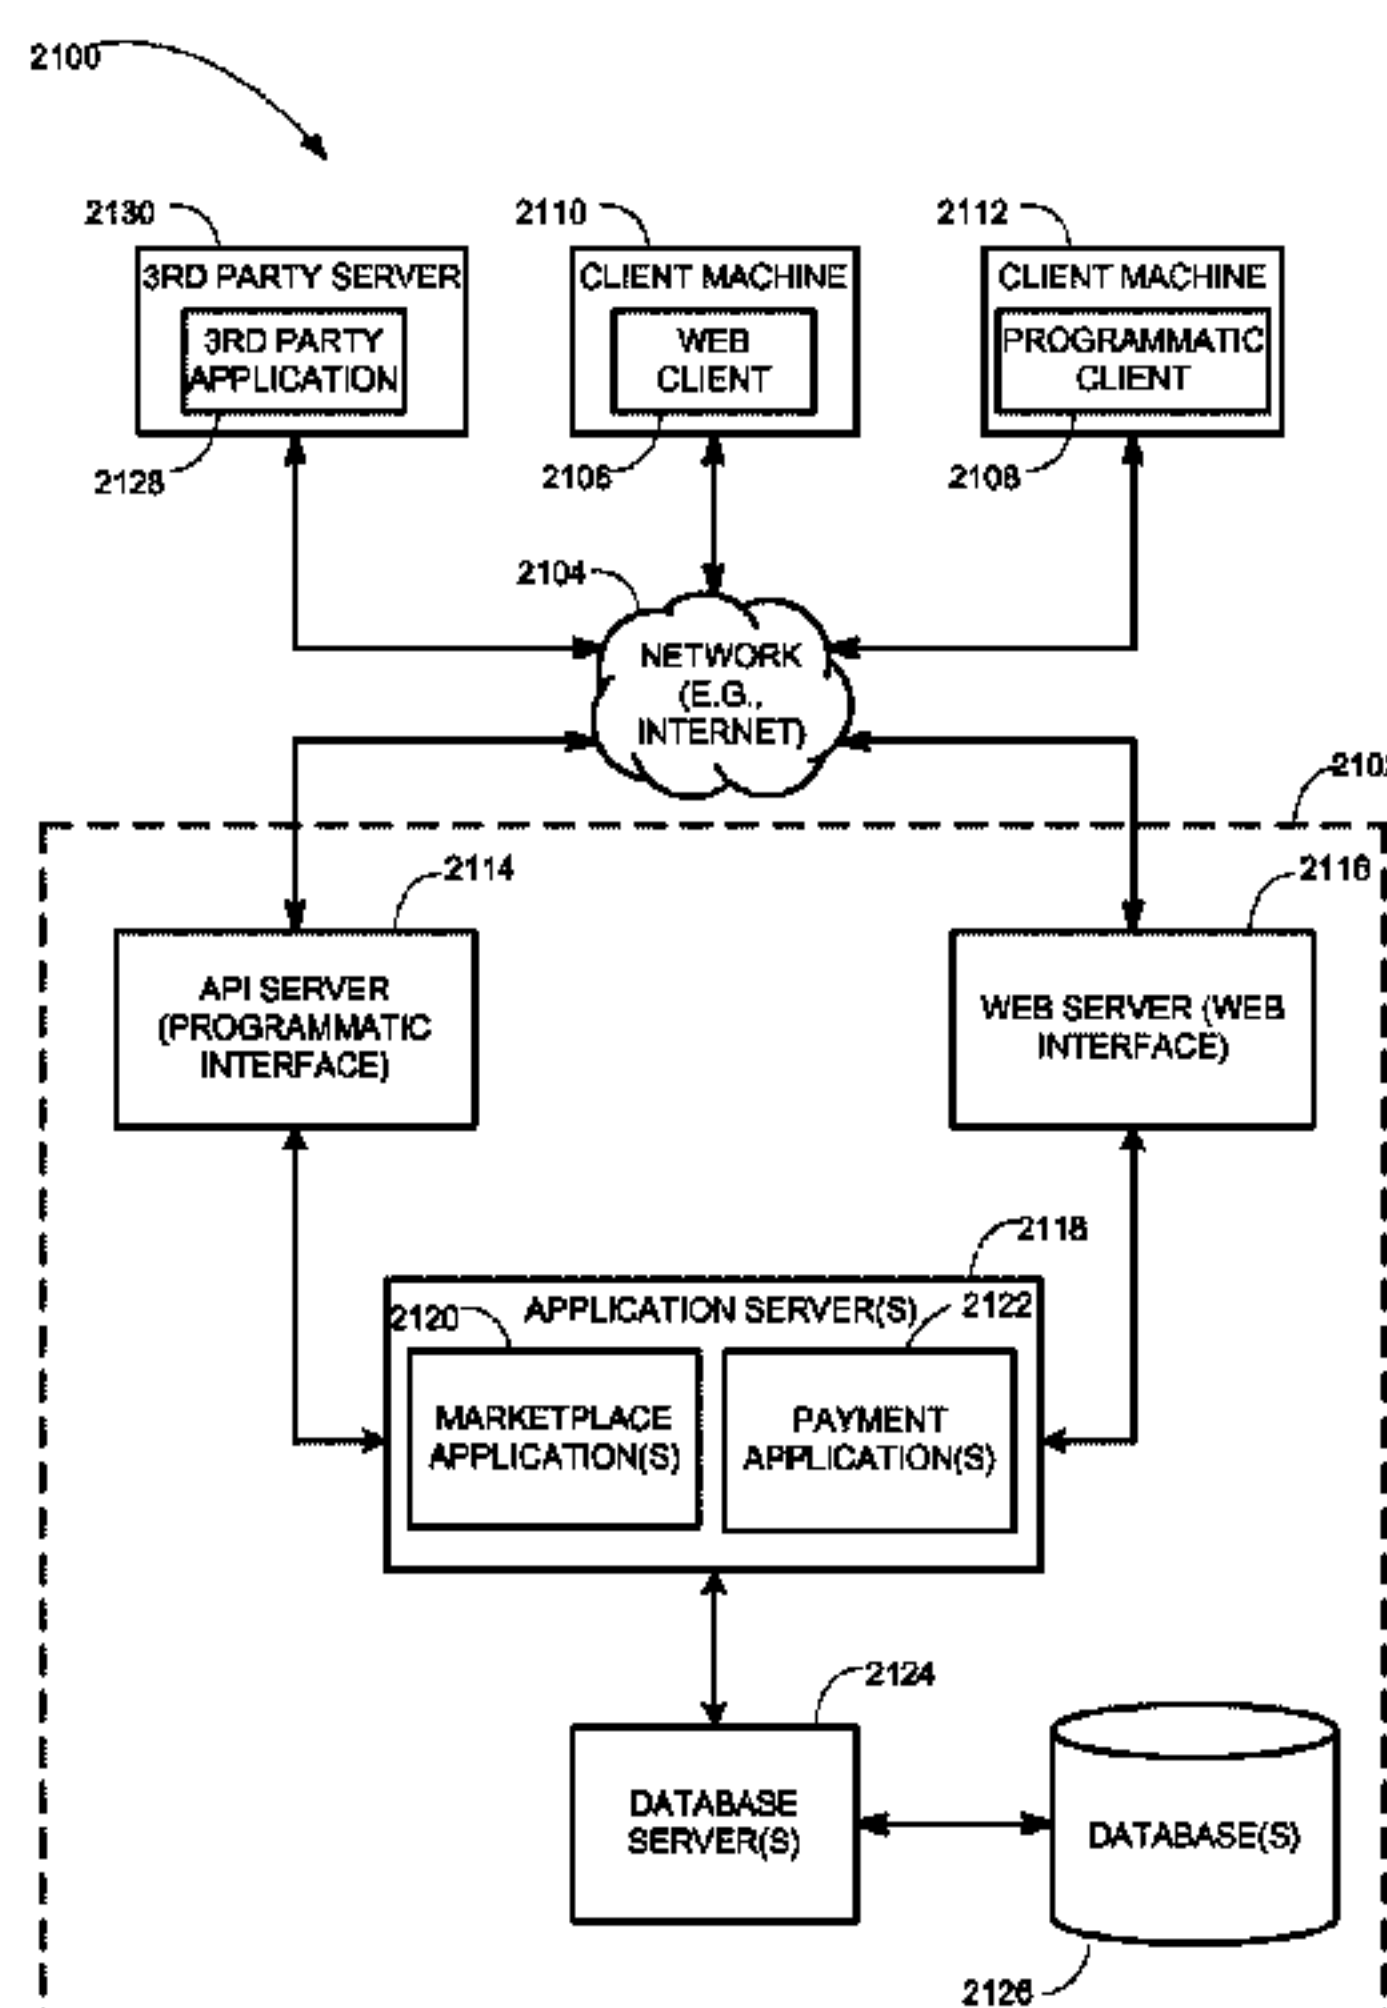 2100
2130
2110
2112
3RD PARTY SERVER
3RD PARTY
APPLICATION
CLIENT MACHINE
WEB
CLIENT
CLIENT MACHINE
PROGRAMMATIC
CLIENT
2128
2106
2108
2104
NETWORK
(E.G.,
INTERNET)
2114
2116
API SERVER
(PROGRAMMATIC
INTERFACE)
WEB SERVER (WEB
INTERFACE)
2118
APPLICATION SERVER(S)
2120
2122
MARKETPLACE
APPLICATION(S)
PAYMENT
APPLICATION(S)
2124
DATABASE
SERVER(S)
DATABASE(S)
2126